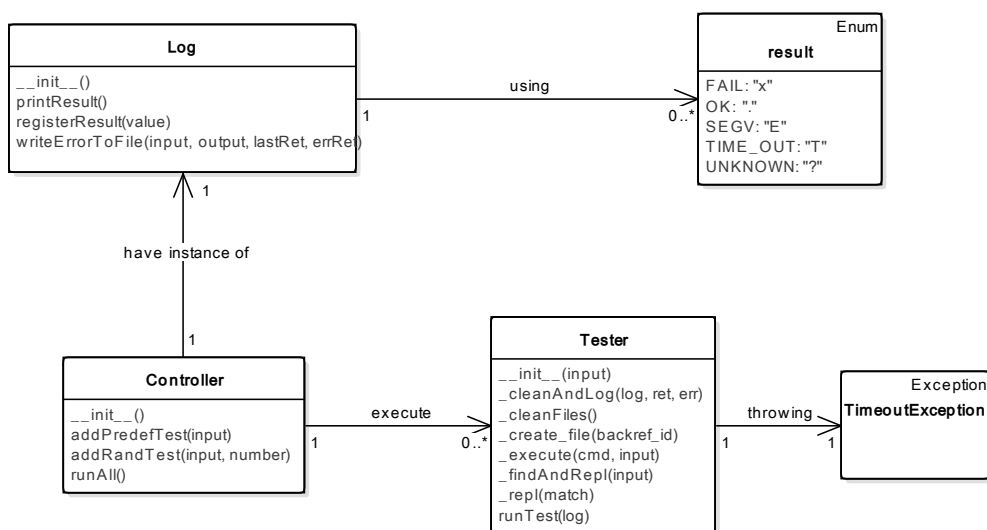 Log
__init__()
printResult()
registerResult(value)
writeErrorToFile(input, output, lastRet, errRet)
using
1
0..*
Enum
result
FAIL: "x"
OK: "."
SEGV: "E"
TIME_OUT: "T"
UNKNOWN: "?"
1
have instance of
1
Controller
__init__()
addPredefTest(input)
addRandTest(input, number)
runAll()
execute
1
0..*
Tester
__init__(input)
_cleanAndLog(log, ret, err)
_cleanFiles()
_create_file(backref_id)
_execute(cmd, input)
_findAndRepl(input)
_repl(match)
runTest(log)
throwing
1
1
Exception
TimeoutException